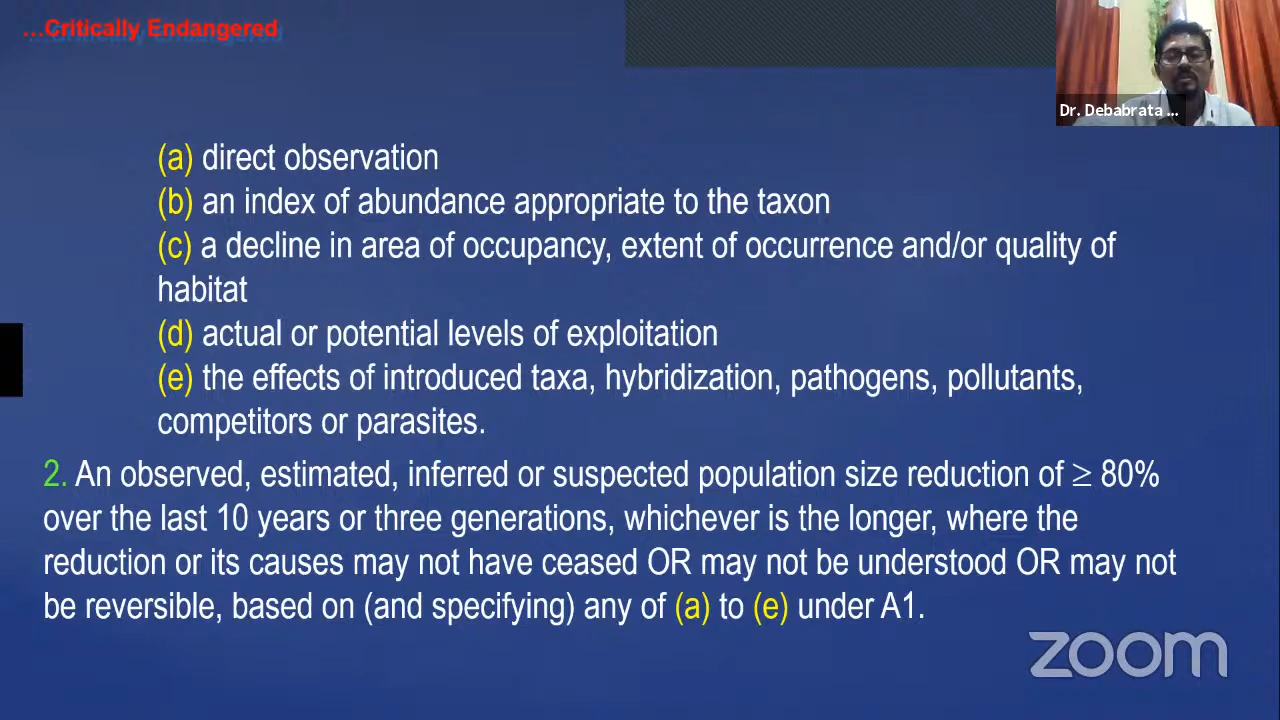 ...Critically Endangered
Dr. Debabrata ...
(a) direct observation
(b) an index of abundance appropriate to the taxon
(c) a decline in area of occupancy, extent of occurrence and/or quality of
habitat
(d) actual or potential levels of exploitation
(e) the effects of introduced taxa, hybridization, pathogens, pollutants,
competitors or parasites.
2. An observed, estimated, inferred or suspected population size reduction of ≥ 80%
over the last 10 years or three generations, whichever is the longer, where the
reduction or its causes may not have ceased OR may not be understood OR may not
be reversible, based on (and specifying) any of (a) to (e) under A1.
zoom